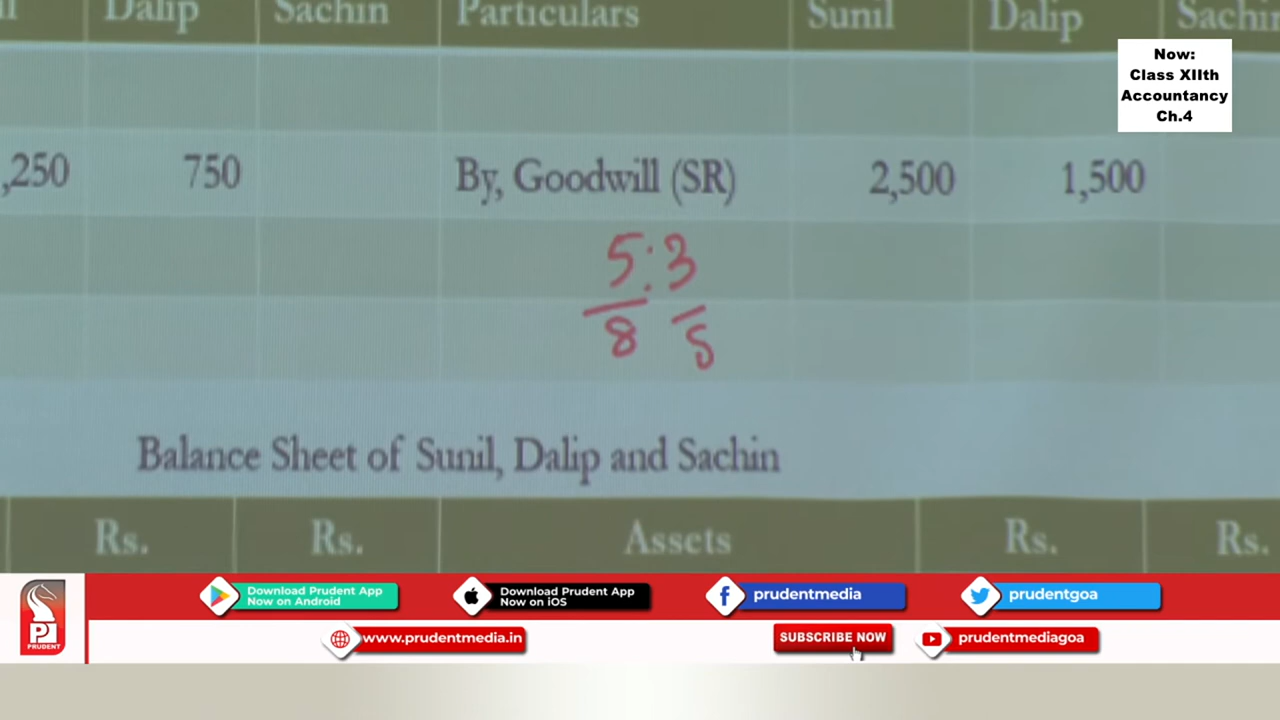 Dalip Sachin Particulars Sunil Dalip Sachin
Now:
Class XIIth
Accountancy
Ch.4
,250 750 By, Goodwill (SR) 2,500 1,500
5:3
8 5
Balance Sheet of Sunil, Dalip and Sachin
Rs. Rs. Assets Rs. Rs.
Download Prudent App
Now on Android
Download Prudent App
Now on iOS
prudentmedia
prudentgoa
PRUDENT
www.prudentmedia.in
SUBSCRIBE NOW
prudentmediagoa